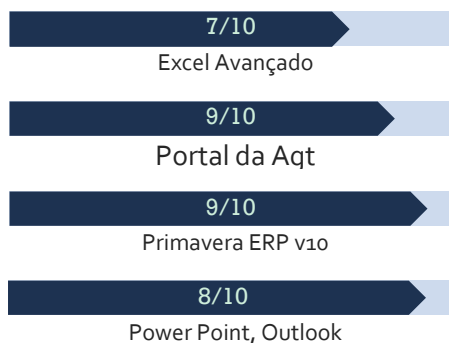 7/10
Excel Avançado
9/10
Portal da Aqt
9/10
Primavera ERP v10
8/10
Power Point, Outlook